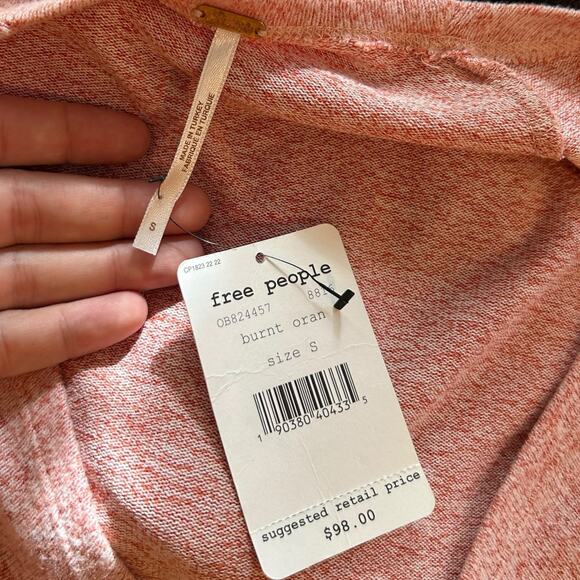 MADE IN TURKEY
FABRIQUE EN TURQUIE
S
CP1823 22 22
free people
OB824457
burnt oran
size S
1 90380 40433 5
suggested retail price
$98.00